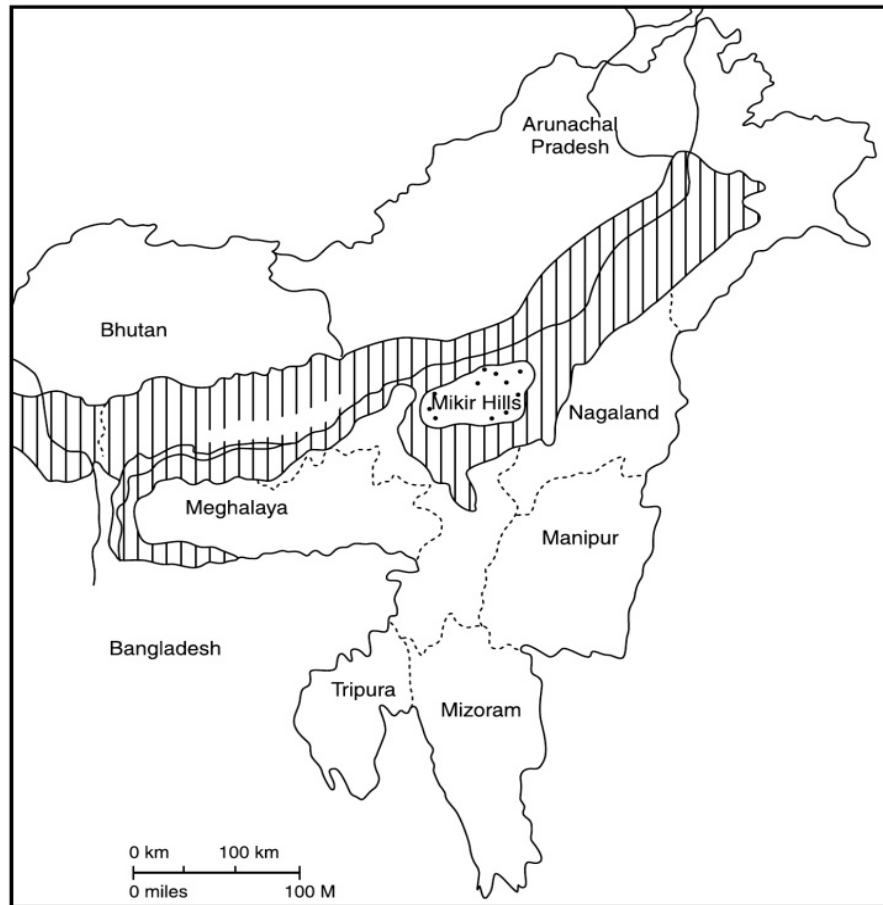 Arunachal
Pradesh
Bhutan
Mikir Hills
Nagaland
Meghalaya
Manipur
Bangladesh
Tripura
Mizoram
0 km 100 km
0 miles 100 M